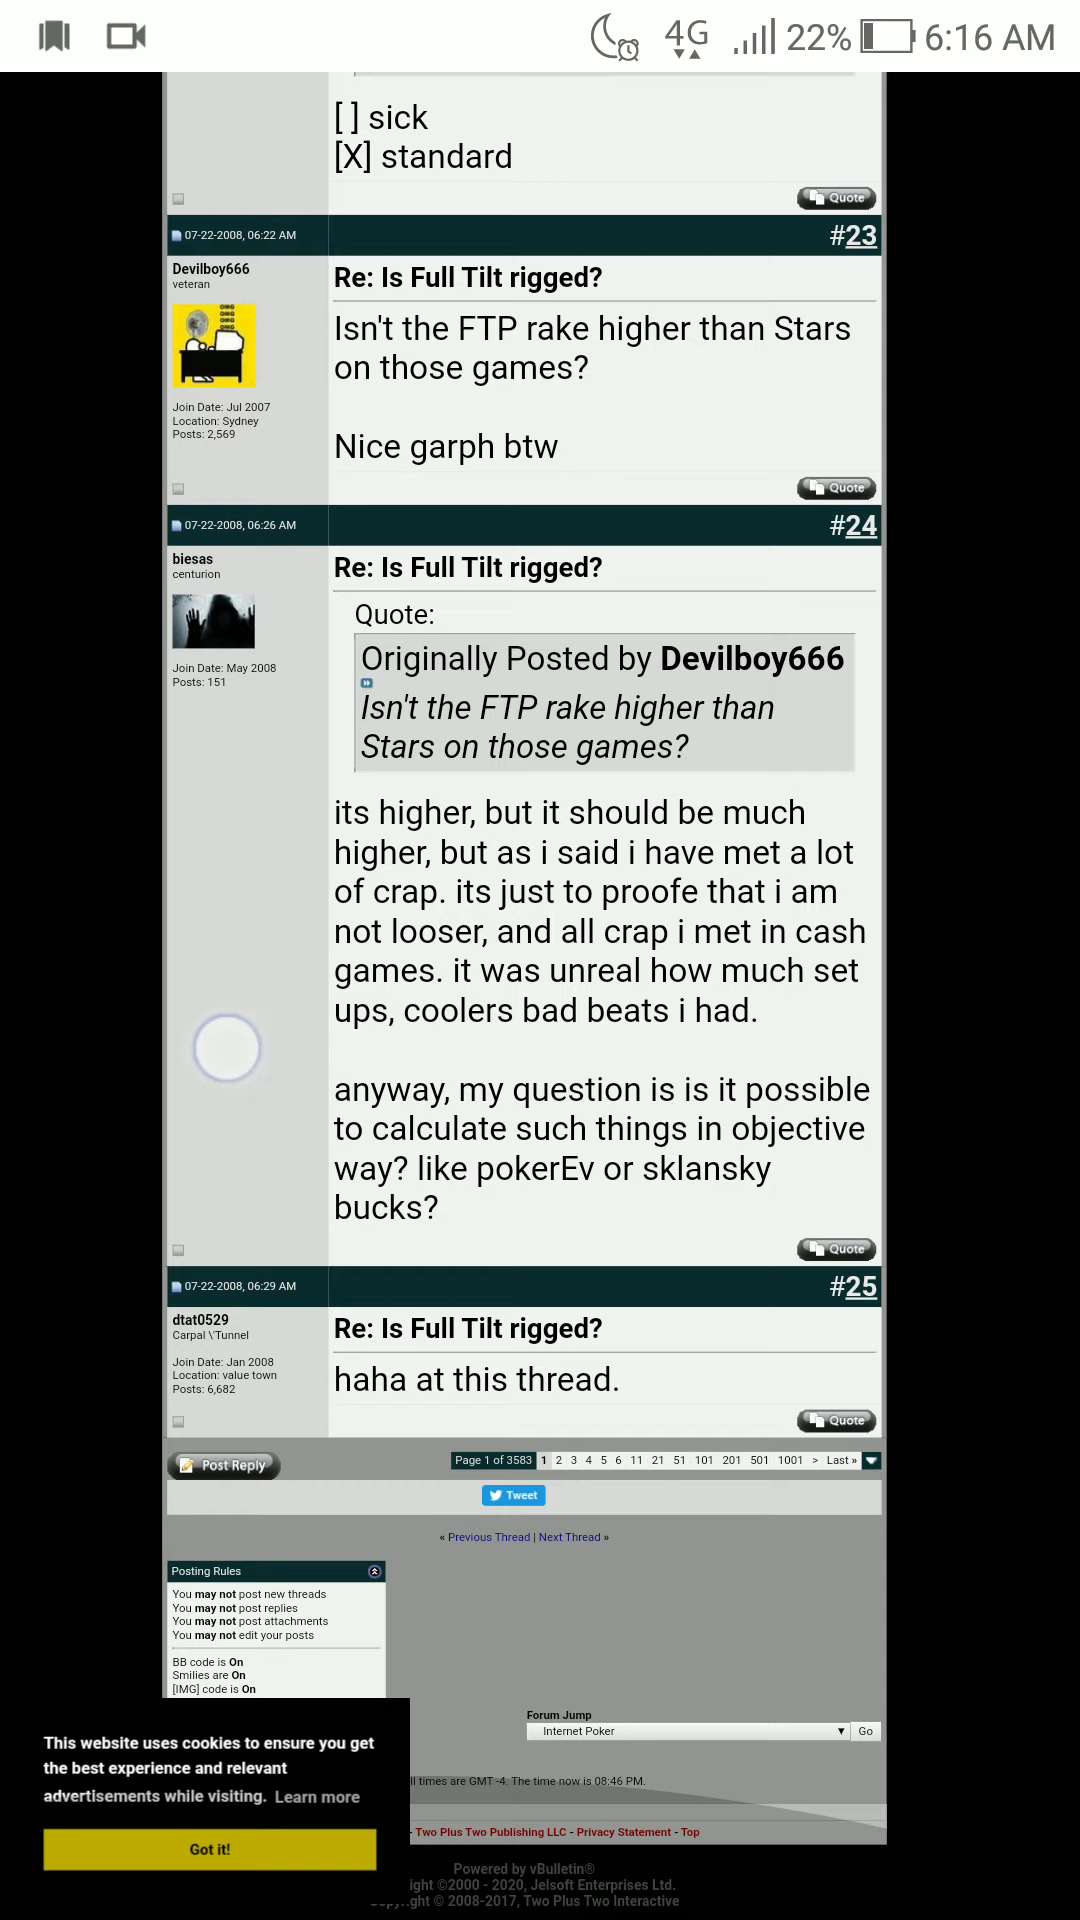 4G 22% 6:16 AM
[ ] sick
[X] standard
Quote
07-22-2008, 06:22 AM #23
Devilboy666
veteran
OMG
OMG
OMG
OMG
Join Date: Jul 2007
Location: Sydney
Posts: 2,569
Re: Is Full Tilt rigged?
Isn't the FTP rake higher than Stars
on those games?
Nice garph btw
Quote
07-22-2008, 06:26 AM #24
biesas
centurion
Join Date: May 2008
Posts: 151
Re: Is Full Tilt rigged?
Quote:
Originally Posted by Devilboy666
Isn't the FTP rake higher than
Stars on those games?
its higher, but it should be much
higher, but as i said i have met a lot
of crap. its just to proofe that i am
not looser, and all crap i met in cash
games. it was unreal how much set
ups, coolers bad beats i had.
anyway, my question is is it possible
to calculate such things in objective
way? like pokerEv or sklansky
bucks?
Quote
07-22-2008, 06:29 AM #25
dtat0529
Carpal \'Tunnel
Join Date: Jan 2008
Location: value town
Posts: 6,682
Re: Is Full Tilt rigged?
haha at this thread.
Quote
Post Reply
Page 1 of 3583 1 2 3 4 5 6 11 21 51 101 201 501 1001 > Last »
Tweet
« Previous Thread | Next Thread »
Posting Rules
You may not post new threads
You may not post replies
You may not post attachments
You may not edit your posts
BB code is On
Smilies are On
[IMG] code is On
Forum Jump
Internet Poker Go
This website uses cookies to ensure you get
the best experience and relevant
advertisements while visiting. Learn more
Got it!
ll times are GMT -4. The time now is 08:46 PM.
- Two Plus Two Publishing LLC - Privacy Statement - Top
Powered by vBulletin®
ight ©2000 - 2020, Jelsoft Enterprises Ltd.
Copyright © 2008-2017, Two Plus Two Interactive